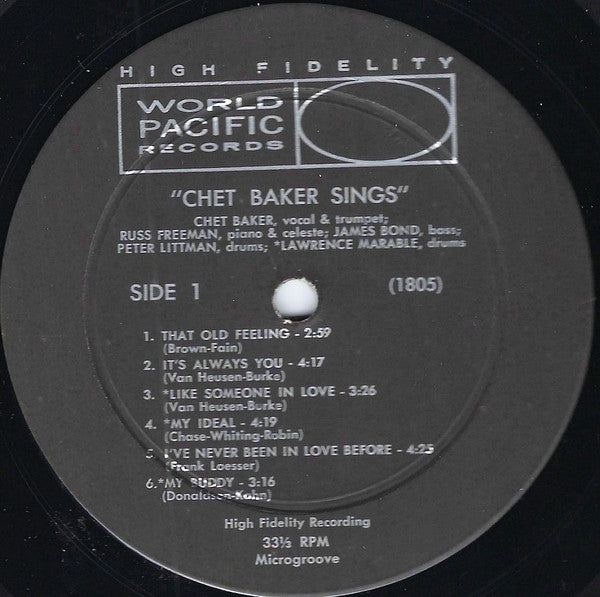 HIGH FIDELITY
WORLD
PACIFIC
RECORDS
"CHET BAKER SINGS"
CHET BAKER, vocal & trumpet;
RUSS FREEMAN, piano & celeste; JAMES BOND, bass;
PETER LITTMAN, drums; *LAWRENCE MARABLE, drums
SIDE 1 (1805)
1. THAT OLD FEELING - 2:59
(Brown-Fain)
2. IT'S ALWAYS YOU - 4:17
(Van Heusen-Burke)
3. *LIKE SOMEONE IN LOVE - 3:26
(Van Heusen-Burke)
4. *MY IDEAL - 4:19
(Chase-Whiting-Robin)
5. I'VE NEVER BEEN IN LOVE BEFORE - 4:25
(Frank Loesser)
6. *MY BUDDY - 3:16
(Donaldson-Kahn)
High Fidelity Recording
33⅓ RPM
Microgroove